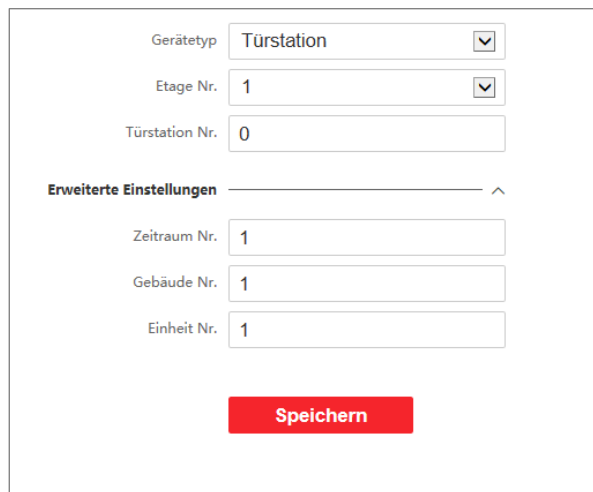 Gerätetyp Türstation
Etage Nr. 1
Türstation Nr. 0
Erweiterte Einstellungen
Zeitraum Nr. 1
Gebäude Nr. 1
Einheit Nr. 1
Speichern